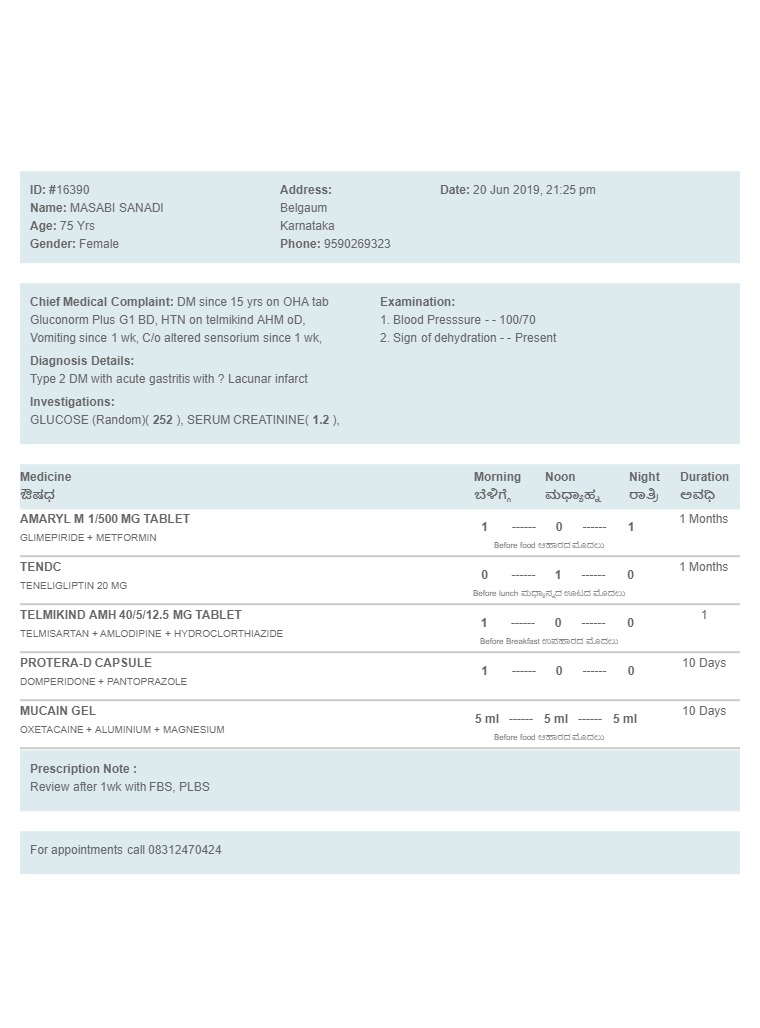 ID: #16390
Name: MASABI SANADI
Age: 75 Yrs
Gender: Female
Address:
Belgaum
Karnataka
Phone: 9590269323
Date: 20 Jun 2019, 21:25 pm
Chief Medical Complaint: DM since 15 yrs on OHA tab
Gluconorm Plus G1 BD, HTN on telmikind AHM oD,
Vomiting since 1 wk, C/o altered sensorium since 1 wk,
Diagnosis Details:
Type 2 DM with acute gastritis with ? Lacunar infarct
Investigations:
GLUCOSE (Random)( 252 ), SERUM CREATININE( 1.2 ),
Examination:
1. Blood Presssure - - 100/70
2. Sign of dehydration - - Present
Medicine Morning Noon Night Duration
ಔಷಧ ಬೆಳಿಗ್ಗೆ ಮಧ್ಯಾಹ್ನ ರಾತ್ರಿ ಅವಧಿ
AMARYL M 1/500 MG TABLET 1 ------ 0 ------ 1 1 Months
GLIMEPIRIDE + METFORMIN
Before food ಆಹಾರದ ಮೊದಲು
TENDC 0 ------ 1 ------ 0 1 Months
TENELIGLIPTIN 20 MG
Before lunch ಮಧ್ಯಾನ್ಹದ ಊಟದ ಮೊದಲು
TELMIKIND AMH 40/5/12.5 MG TABLET 1 ------ 0 ------ 0 1
TELMISARTAN + AMLODIPINE + HYDROCLORTHIAZIDE
Before Breakfast ಉಪಹಾರದ ಮೊದಲು
PROTERA-D CAPSULE 1 ------ 0 ------ 0 10 Days
DOMPERIDONE + PANTOPRAZOLE
MUCAIN GEL 5 ml ------ 5 ml ------ 5 ml 10 Days
OXETACAINE + ALUMINIUM + MAGNESIUM
Before food ಆಹಾರದ ಮೊದಲು
Prescription Note :
Review after 1wk with FBS, PLBS
For appointments call 08312470424